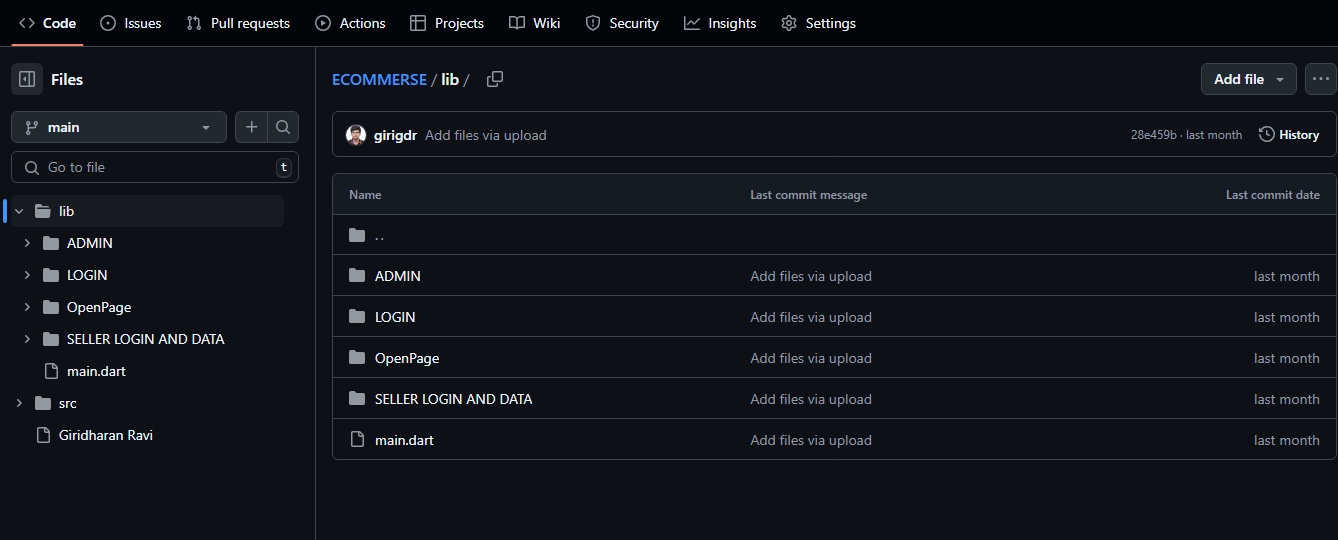 Code Issues Pull requests Actions Projects Wiki Security Insights Settings
Files
main
Go to file t
lib
ADMIN
LOGIN
OpenPage
SELLER LOGIN AND DATA
main.dart
src
Giridharan Ravi
ECOMMERSE / lib /
Add file
girigdr Add files via upload 28e459b · last month History
Name Last commit message Last commit date
..
ADMIN Add files via upload last month
LOGIN Add files via upload last month
OpenPage Add files via upload last month
SELLER LOGIN AND DATA Add files via upload last month
main.dart Add files via upload last month